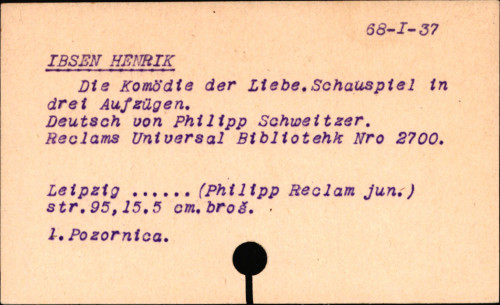 68-I-37
IBSEN HENRIK
Die Komödie der Liebe.Schauspiel in
drei Aufzügen.
Deutsch von Philipp Schweitzer.
Reclams Universal Bibliotehk Nro 2700.
Leipzig ......(Philipp Reclam jun.)
str.95,15.5 cm.broš.
1.Pozornica.